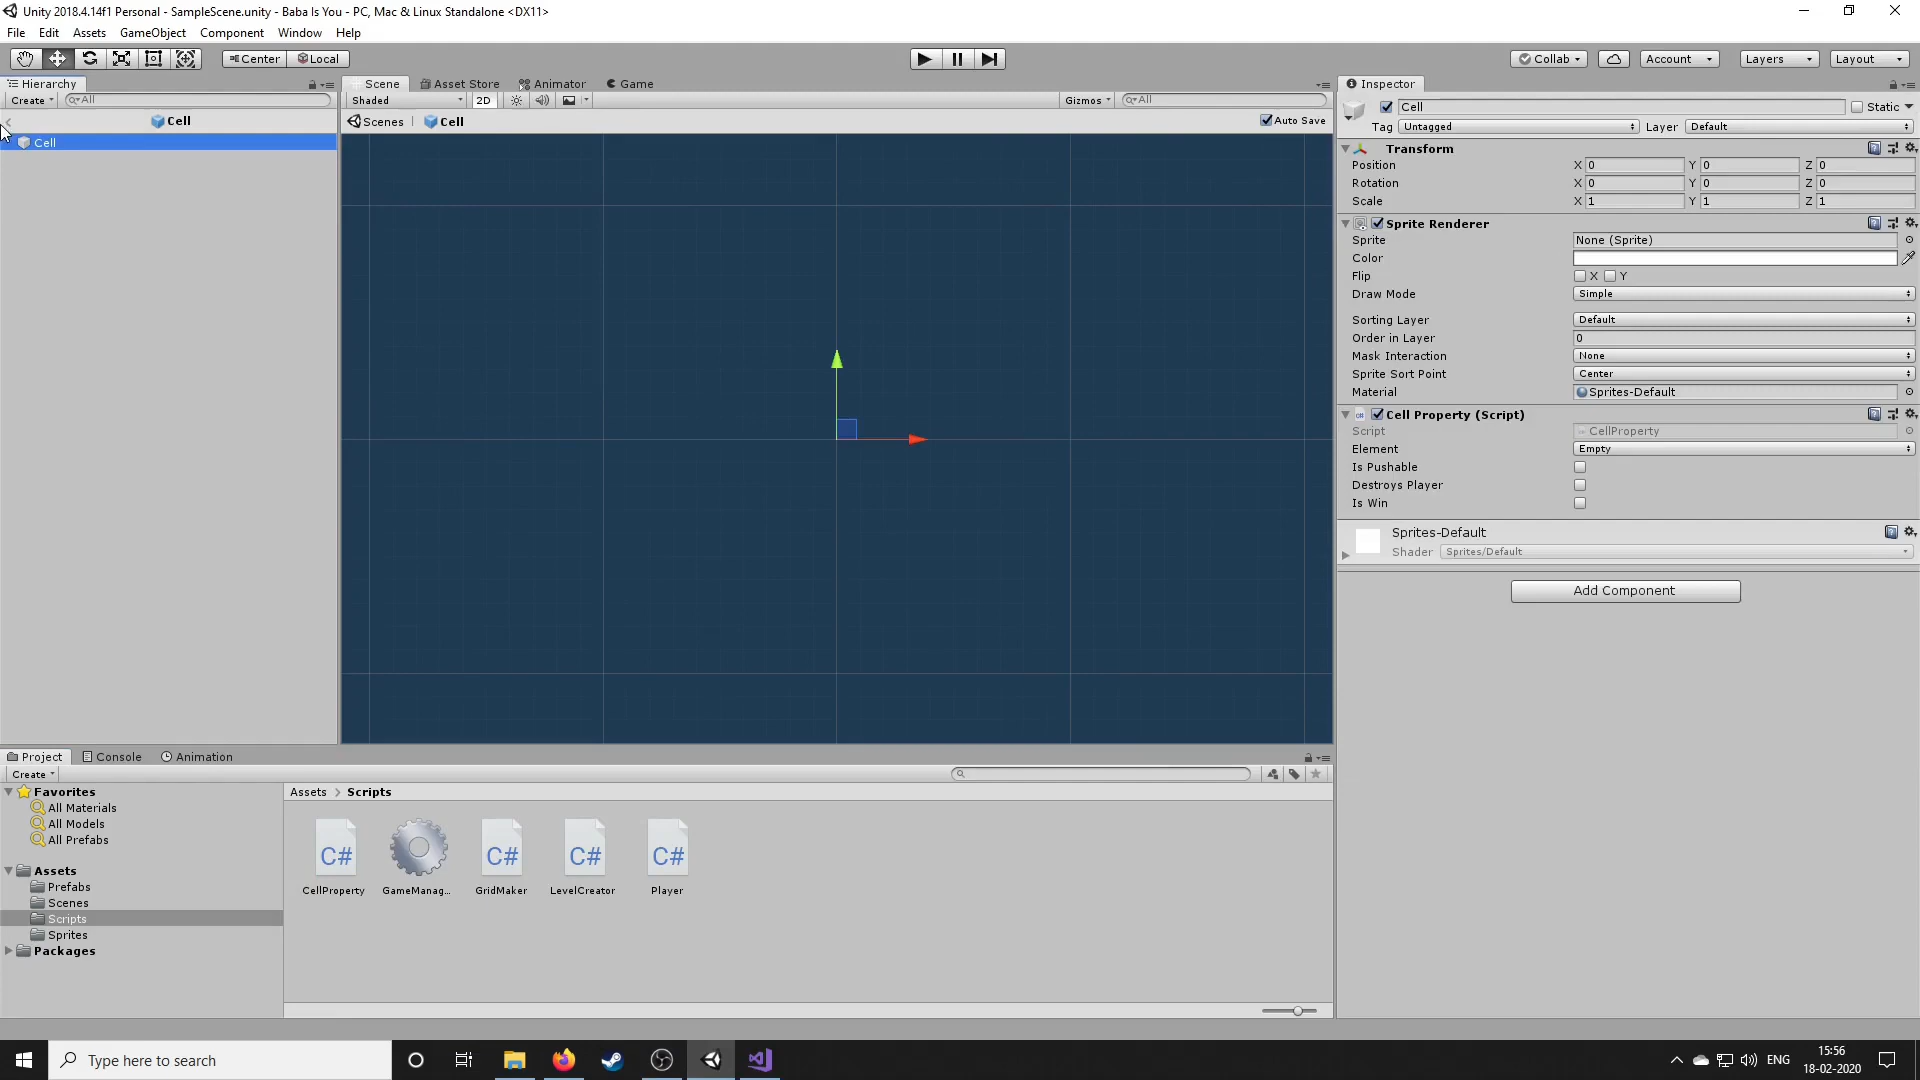 Unity 2018.4.14f1 Personal - SampleScene.unity - Baba Is You - PC, Mac & Linux Standalone <DX11>
File Edit Assets GameObject Component Window Help
Center Local
Collab Account Layers Layout
Hierarchy
Create All
Cell
Cell
Scene Asset Store Animator Game
Shaded 2D Gizmos All
Scenes Cell Auto Save
Inspector
Cell Static
Tag Untagged Layer Default
Transform
Position X 0 Y 0 Z 0
Rotation X 0 Y 0 Z 0
Scale X 1 Y 1 Z 1
Sprite Renderer
Sprite None (Sprite)
Color
Flip X Y
Draw Mode Simple
Sorting Layer Default
Order in Layer 0
Mask Interaction None
Sprite Sort Point Center
Material Sprites-Default
Cell Property (Script)
Script CellProperty
Element Empty
Is Pushable
Destroys Player
Is Win
Sprites-Default
Shader Sprites/Default
Add Component
Project Console Animation
Create
Favorites
All Materials
All Models
All Prefabs
Assets
Prefabs
Scenes
Scripts
Sprites
Packages
Assets > Scripts
C# C# C# C#
CellProperty GameManag... GridMaker LevelCreator Player
Type here to search
ENG
15:56
18-02-2020